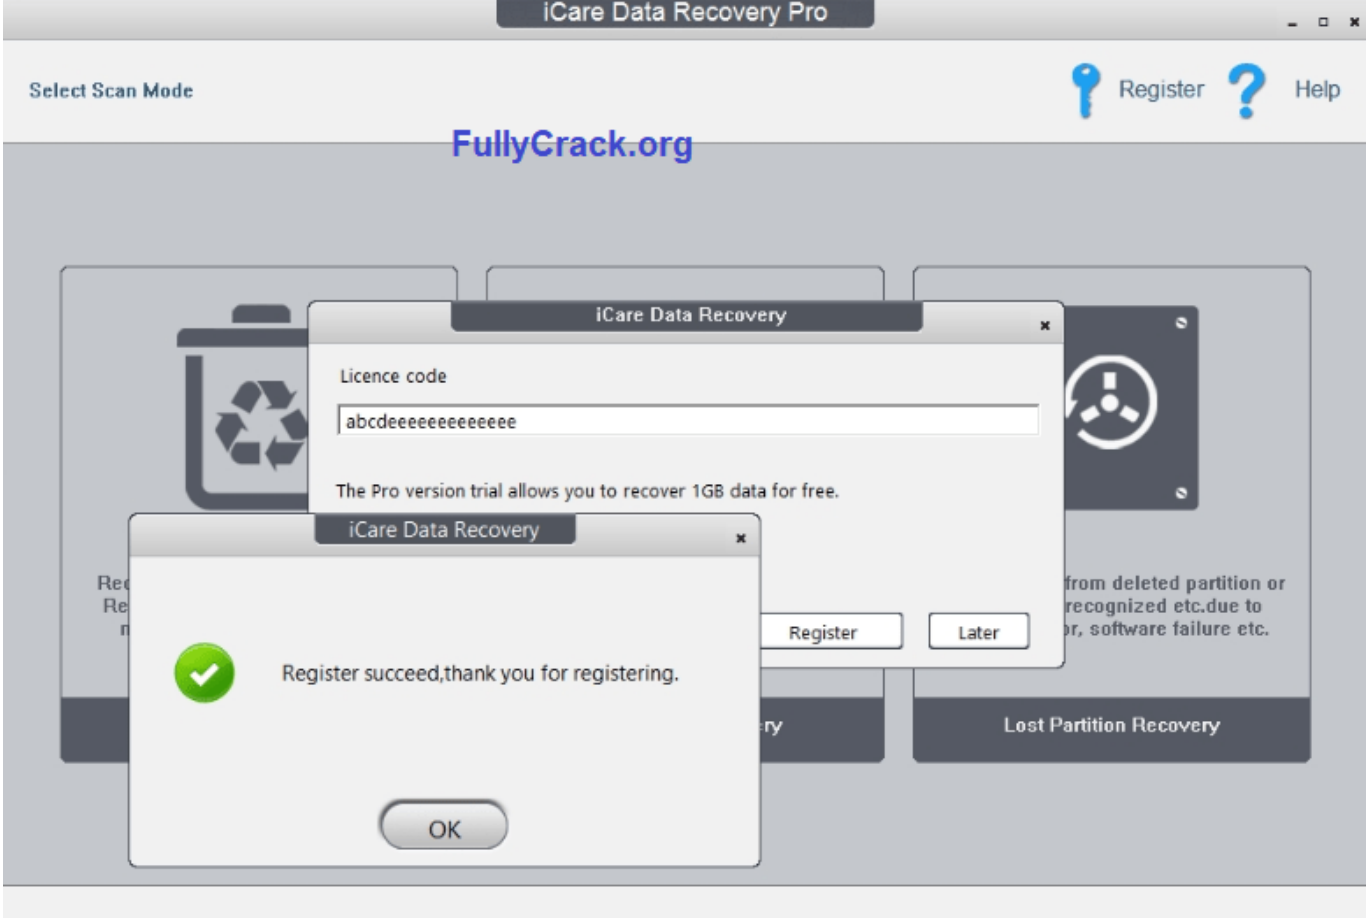 iCare Data Recovery Pro
Select Scan Mode
Register
Help
FullyCrack.org
iCare Data Recovery
Licence code
abcdeeeeeeeeeeeee
The Pro version trial allows you to recover 1GB data for free.
Register
Later
iCare Data Recovery
Register succeed,thank you for registering.
OK
from deleted partition or
recognized etc.due to
software failure etc.
Lost Partition Recovery